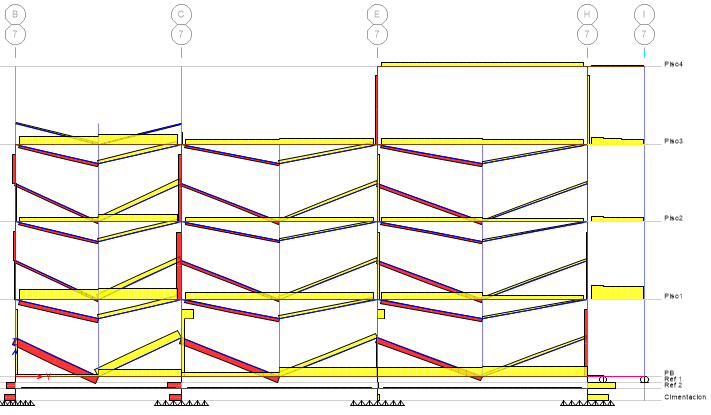 B C E H I
7 7 7 7 7
Piso4
Piso3
Piso2
Piso1
PB
Ref 1
Ref 2
Cimentacion
Y